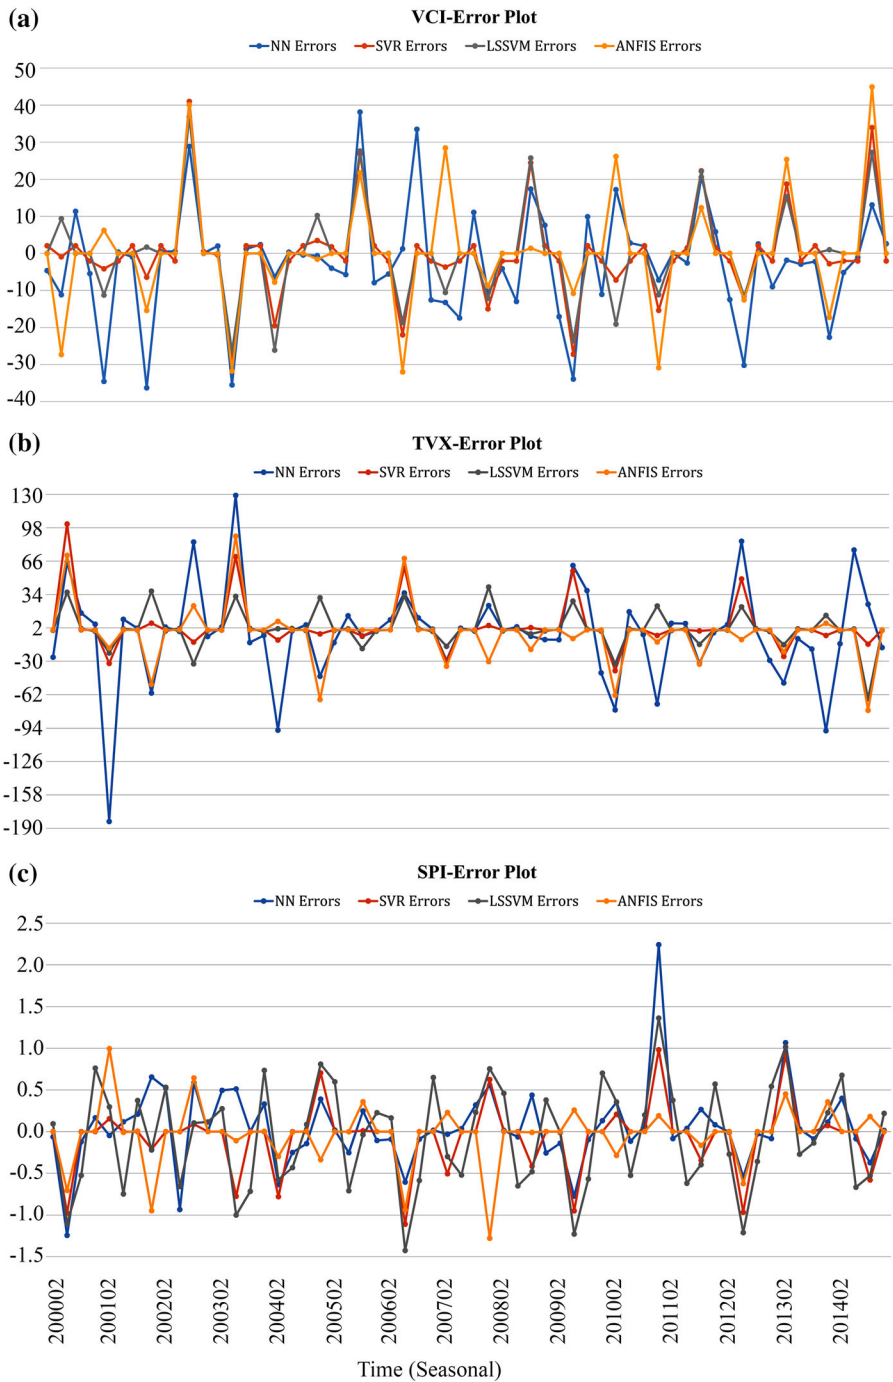 (a)
VCI-Error Plot
NN Errors SVR Errors LSSVM Errors ANFIS Errors
50
40
30
20
10
0
-10
-20
-30
-40
(b)
TVX-Error Plot
NN Errors SVR Errors LSSVM Errors ANFIS Errors
130
98
66
34
2
-30
-62
-94
-126
-158
-190
(c)
SPI-Error Plot
NN Errors SVR Errors LSSVM Errors ANFIS Errors
2.5
2.0
1.5
1.0
0.5
0.0
-0.5
-1.0
-1.5
200002 200102 200202 200302 200402 200502 200602 200702 200802 200902 201002 201102 201202 201302 201402
Time (Seasonal)